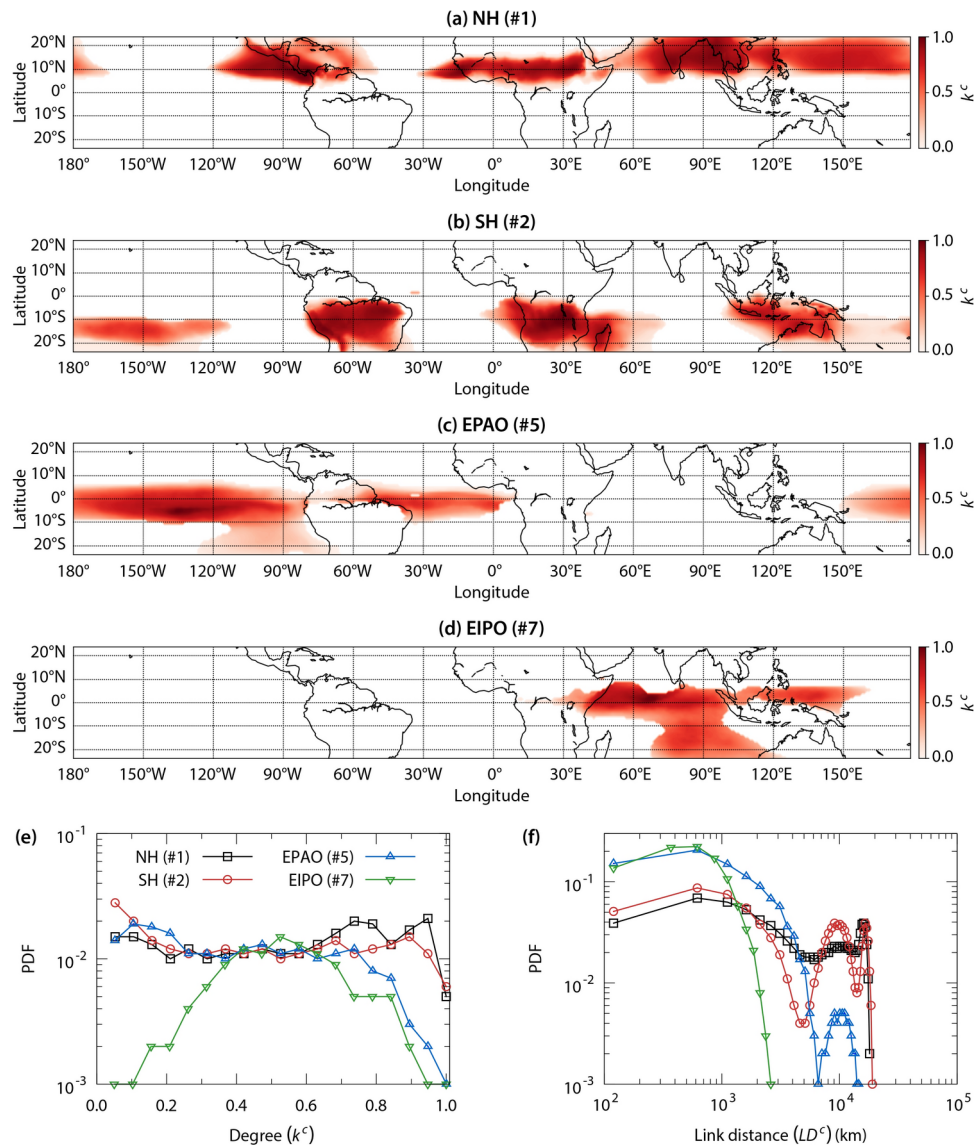 (a) NH (#1)
20°N
10°N
0°
10°S
20°S
Latitude
180° 150°W 120°W 90°W 60°W 30°W 0° 30°E 60°E 90°E 120°E 150°E
Longitude
1.0
0.5
0.0
k^c
(b) SH (#2)
20°N
10°N
0°
10°S
20°S
Latitude
180° 150°W 120°W 90°W 60°W 30°W 0° 30°E 60°E 90°E 120°E 150°E
Longitude
1.0
0.5
0.0
k^c
(c) EPAO (#5)
20°N
10°N
0°
10°S
20°S
Latitude
180° 150°W 120°W 90°W 60°W 30°W 0° 30°E 60°E 90°E 120°E 150°E
Longitude
1.0
0.5
0.0
k^c
(d) EIPO (#7)
20°N
10°N
0°
10°S
20°S
Latitude
180° 150°W 120°W 90°W 60°W 30°W 0° 30°E 60°E 90°E 120°E 150°E
Longitude
1.0
0.5
0.0
k^c
(e)
10^-1
10^-2
10^-3
PDF
NH (#1) EPAO (#5)
SH (#2) EIPO (#7)
0.0 0.2 0.4 0.6 0.8 1.0
Degree (k^c)
(f)
10^-1
10^-2
10^-3
PDF
10^2 10^3 10^4 10^5
Link distance (LD^c) (km)